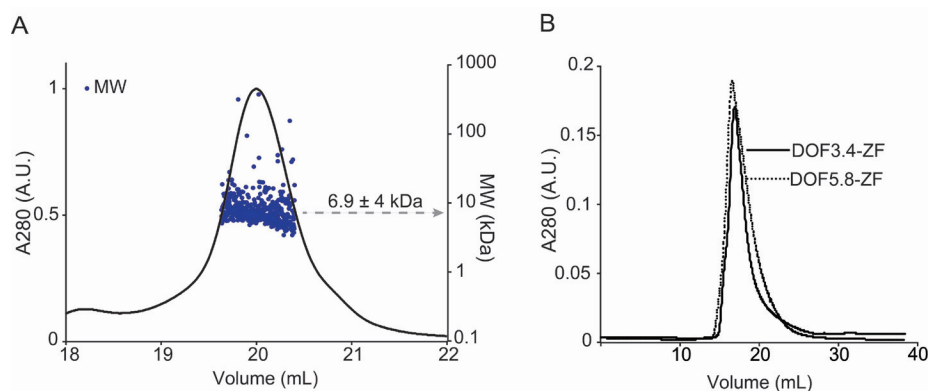 A
A280 (A.U.)
1
0.5
0
MW
6.9 ± 4 kDa
1000
100
10
1
0.1
MW (kDa)
18 19 20 21 22
Volume (mL)
B
A280 (A.U.)
0.2
0.15
0.1
0.05
0
DOF3.4-ZF
DOF5.8-ZF
10 20 30 40
Volume (mL)